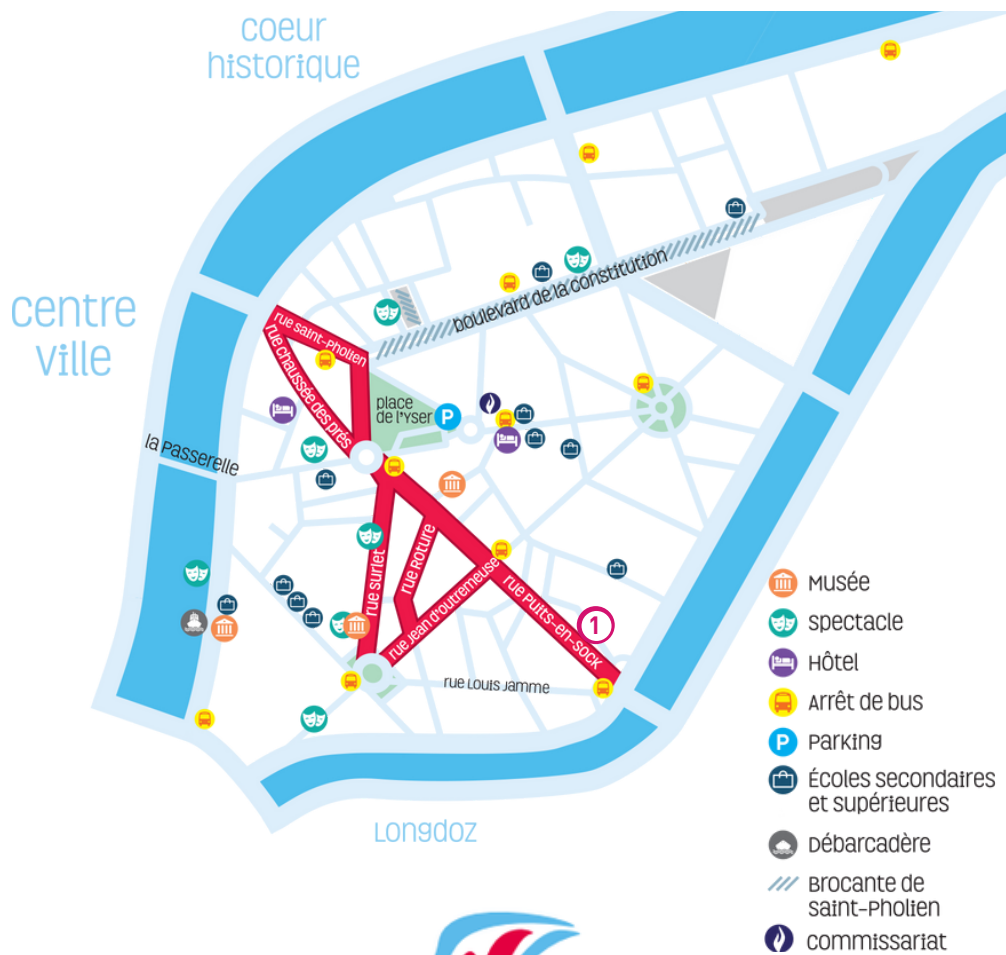 coeur
historique
centre
ville
boulevard de la constitution
rue saint-Pholien
rue chaussée des prés
place
de l'Yser
P
la Passerelle
rue surlet
rue Roture
rue Jean d'outremeuse
rue Puits-en-sock
1
rue Louis Jamme
Longdoz
Musée
spectacle
Hôtel
Arrêt de bus
P Parking
Écoles secondaires
et supérieures
Débarcadère
Brocante de
saint-Pholien
commissariat